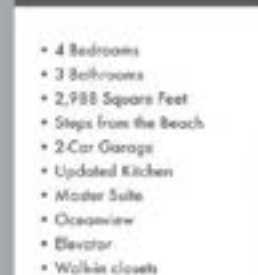 • 4 Bedrooms
• 3 Bathrooms
• 2,988 Square Feet
• Steps from the Beach
• 2-Car Garage
• Updated Kitchen
• Master Suite
• Oceanview
• Elevator
• Walk-in closets